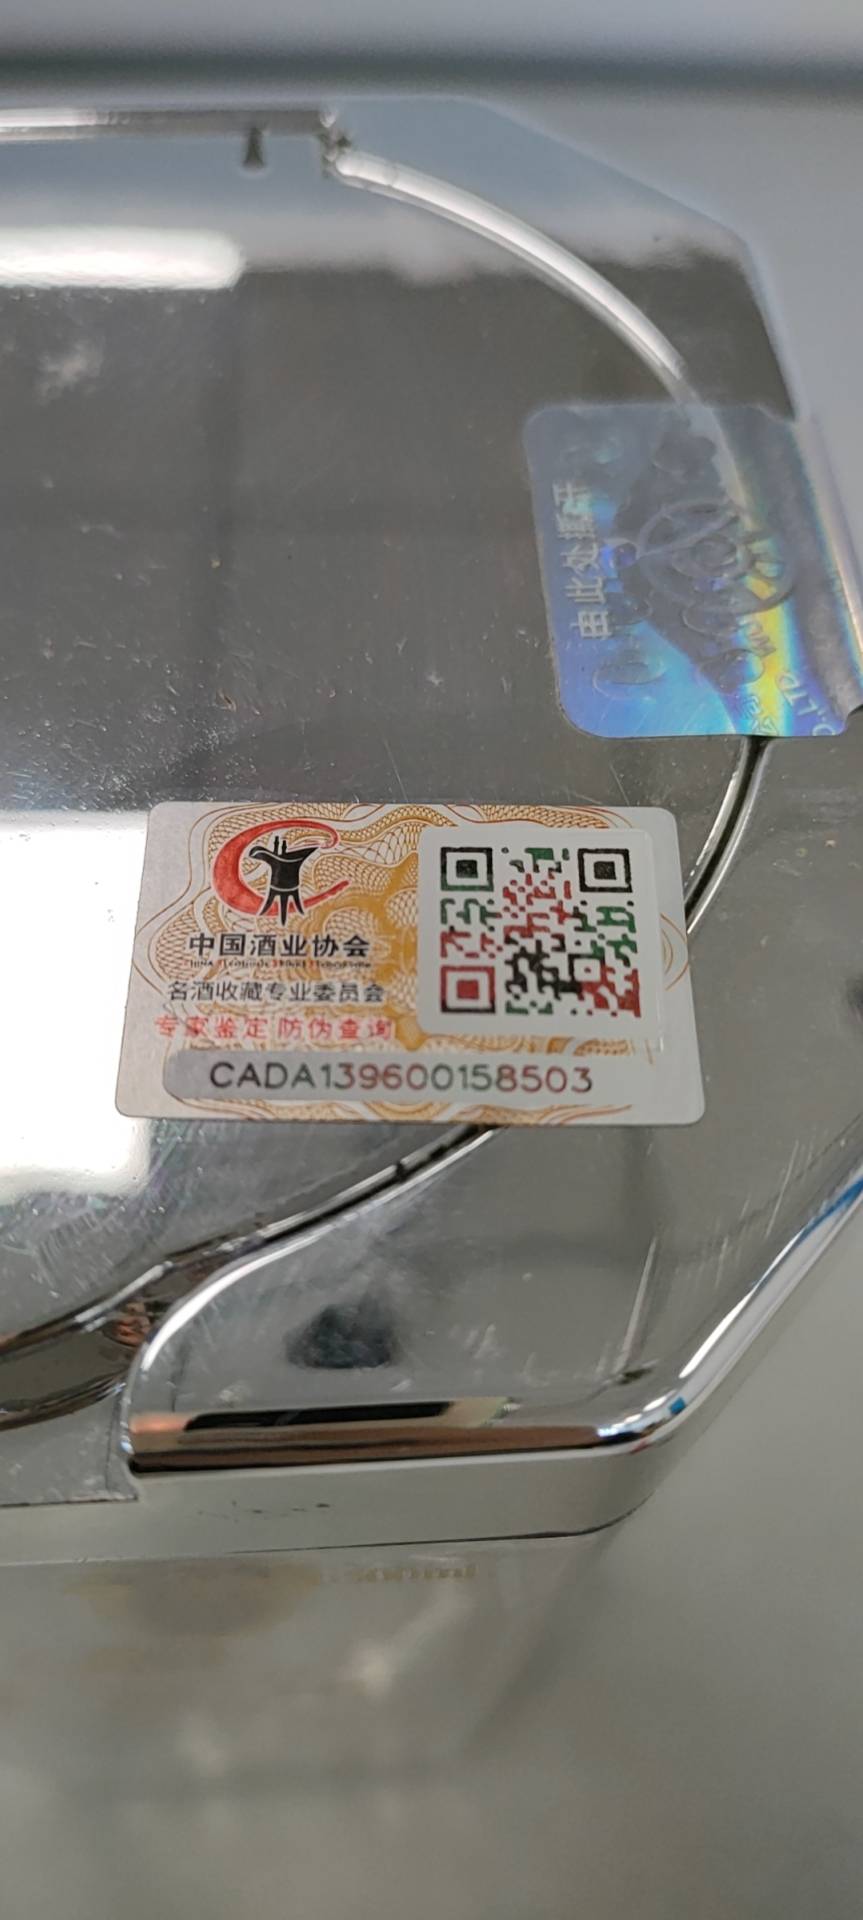 由此处撕开
中国酒业协会
名酒收藏专业委员会
专家鉴定 防伪查询
CADA139600158503